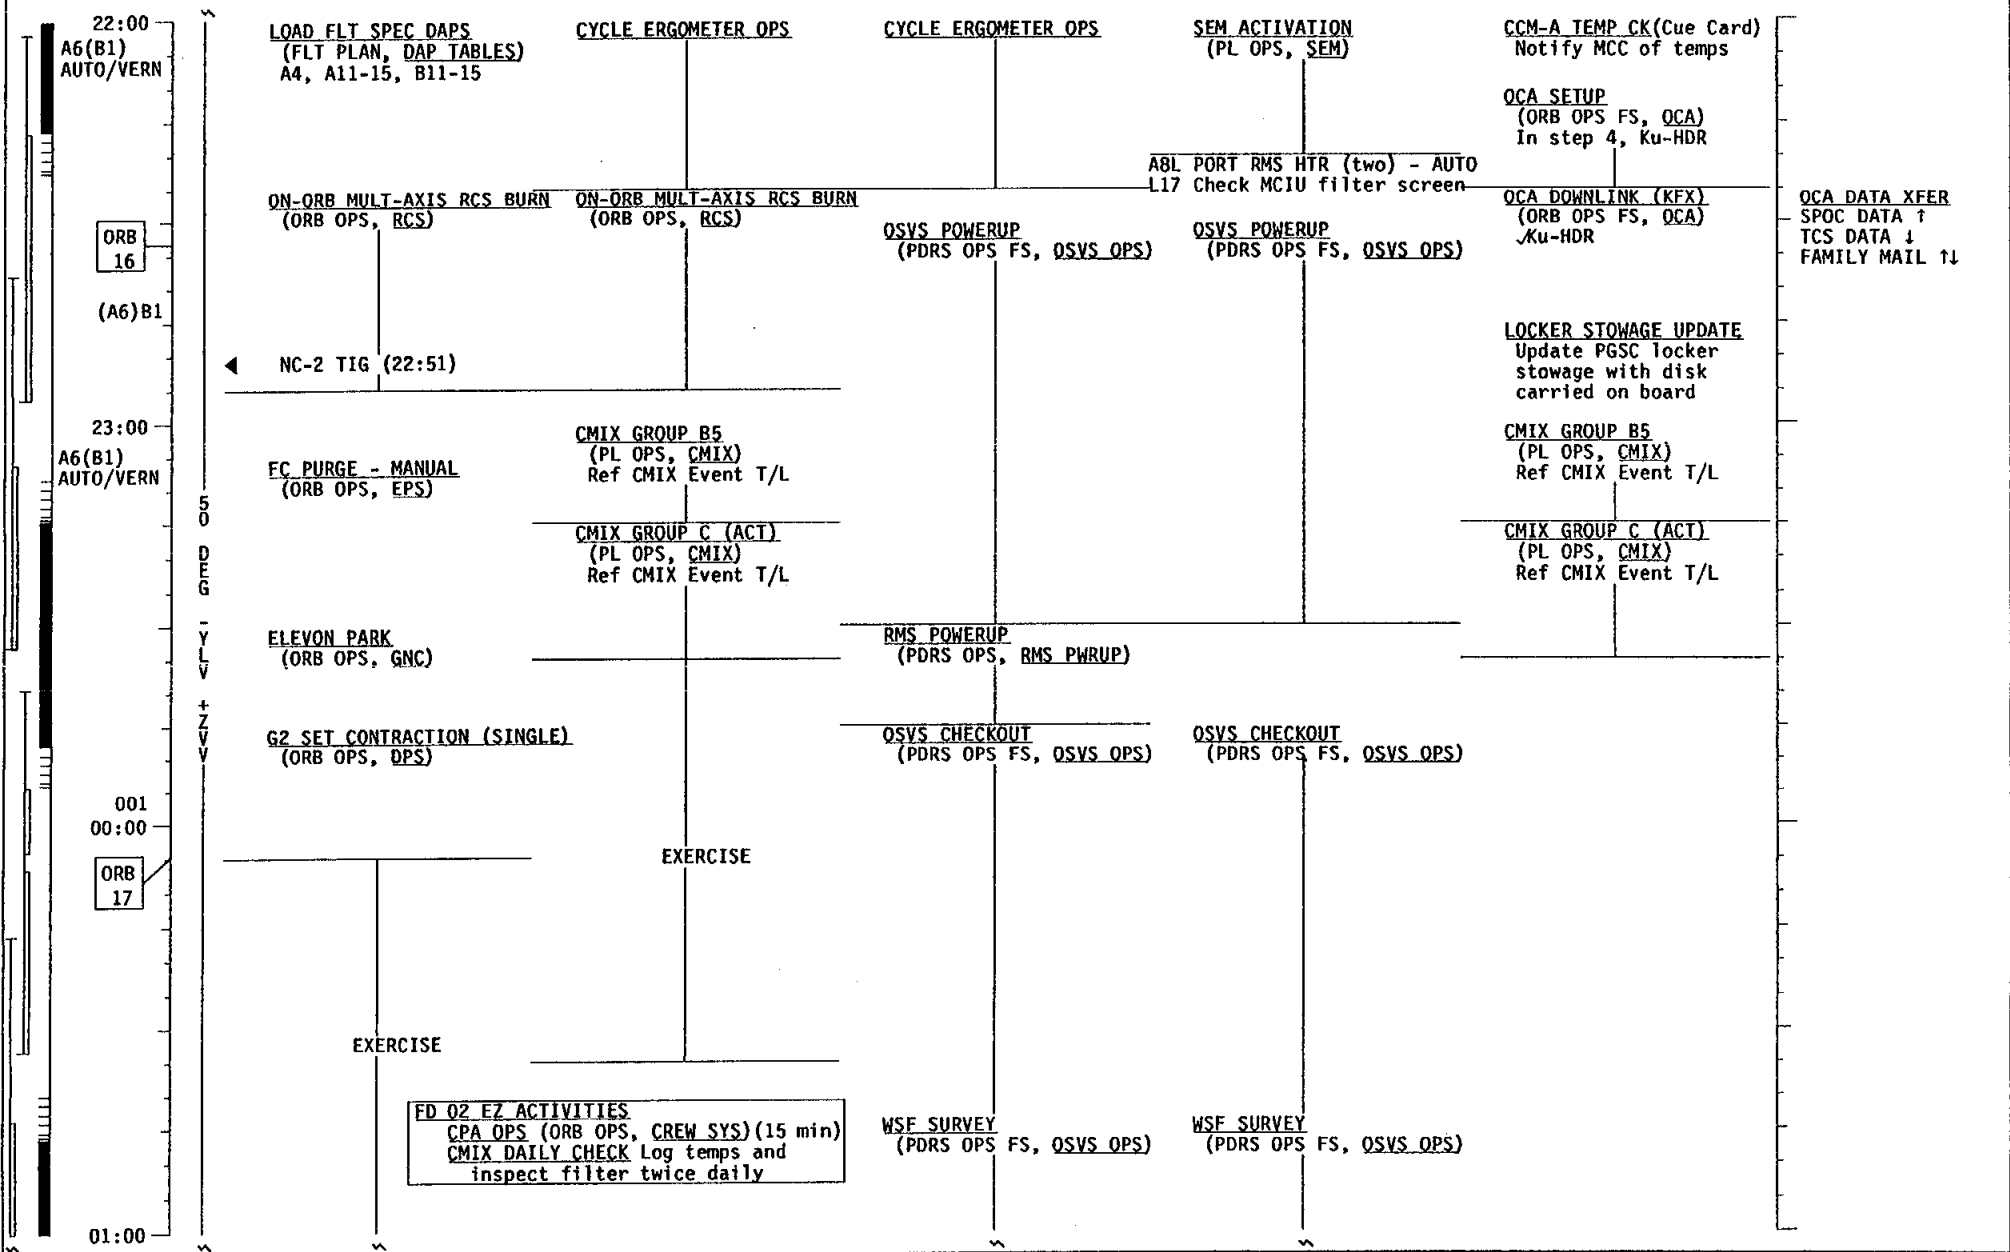 22:00
A6(B1)
AUTO/VERN
ORB
16
(A6)B1
23:00
A6(B1)
AUTO/VERN
001
00:00
ORB
17
01:00
50 DEG -YLV +ZVV
LOAD FLT SPEC DAPS
(FLT PLAN, DAP TABLES)
A4, A11-15, B11-15
ON-ORB MULT-AXIS RCS BURN
(ORB OPS, RCS)
NC-2 TIG (22:51)
FC PURGE - MANUAL
(ORB OPS, EPS)
ELEVON PARK
(ORB OPS, GNC)
G2 SET CONTRACTION (SINGLE)
(ORB OPS, DPS)
EXERCISE
CYCLE ERGOMETER OPS
ON-ORB MULT-AXIS RCS BURN
(ORB OPS, RCS)
CMIX GROUP B5
(PL OPS, CMIX)
Ref CMIX Event T/L
CMIX GROUP C (ACT)
(PL OPS, CMIX)
Ref CMIX Event T/L
EXERCISE
FD 02 EZ ACTIVITIES
CPA OPS (ORB OPS, CREW SYS)(15 min)
CMIX DAILY CHECK Log temps and
inspect filter twice daily
CYCLE ERGOMETER OPS
OSVS POWERUP
(PDRS OPS FS, OSVS OPS)
RMS POWERUP
(PDRS OPS, RMS PWRUP)
OSVS CHECKOUT
(PDRS OPS FS, OSVS OPS)
WSF SURVEY
(PDRS OPS FS, OSVS OPS)
SEM ACTIVATION
(PL OPS, SEM)
A8L PORT RMS HTR (two) - AUTO
L17 Check MCIU filter screen
OSVS POWERUP
(PDRS OPS FS, OSVS OPS)
OSVS CHECKOUT
(PDRS OPS FS, OSVS OPS)
WSF SURVEY
(PDRS OPS FS, OSVS OPS)
CCM-A TEMP CK(Cue Card)
Notify MCC of temps
OCA SETUP
(ORB OPS FS, OCA)
In step 4, Ku-HDR
OCA DOWNLINK (KFX)
(ORB OPS FS, OCA)
√Ku-HDR
LOCKER STOWAGE UPDATE
Update PGSC locker
stowage with disk
carried on board
CMIX GROUP B5
(PL OPS, CMIX)
Ref CMIX Event T/L
CMIX GROUP C (ACT)
(PL OPS, CMIX)
Ref CMIX Event T/L
OCA DATA XFER
SPOC DATA ↑
TCS DATA ↓
FAMILY MAIL ↑↓